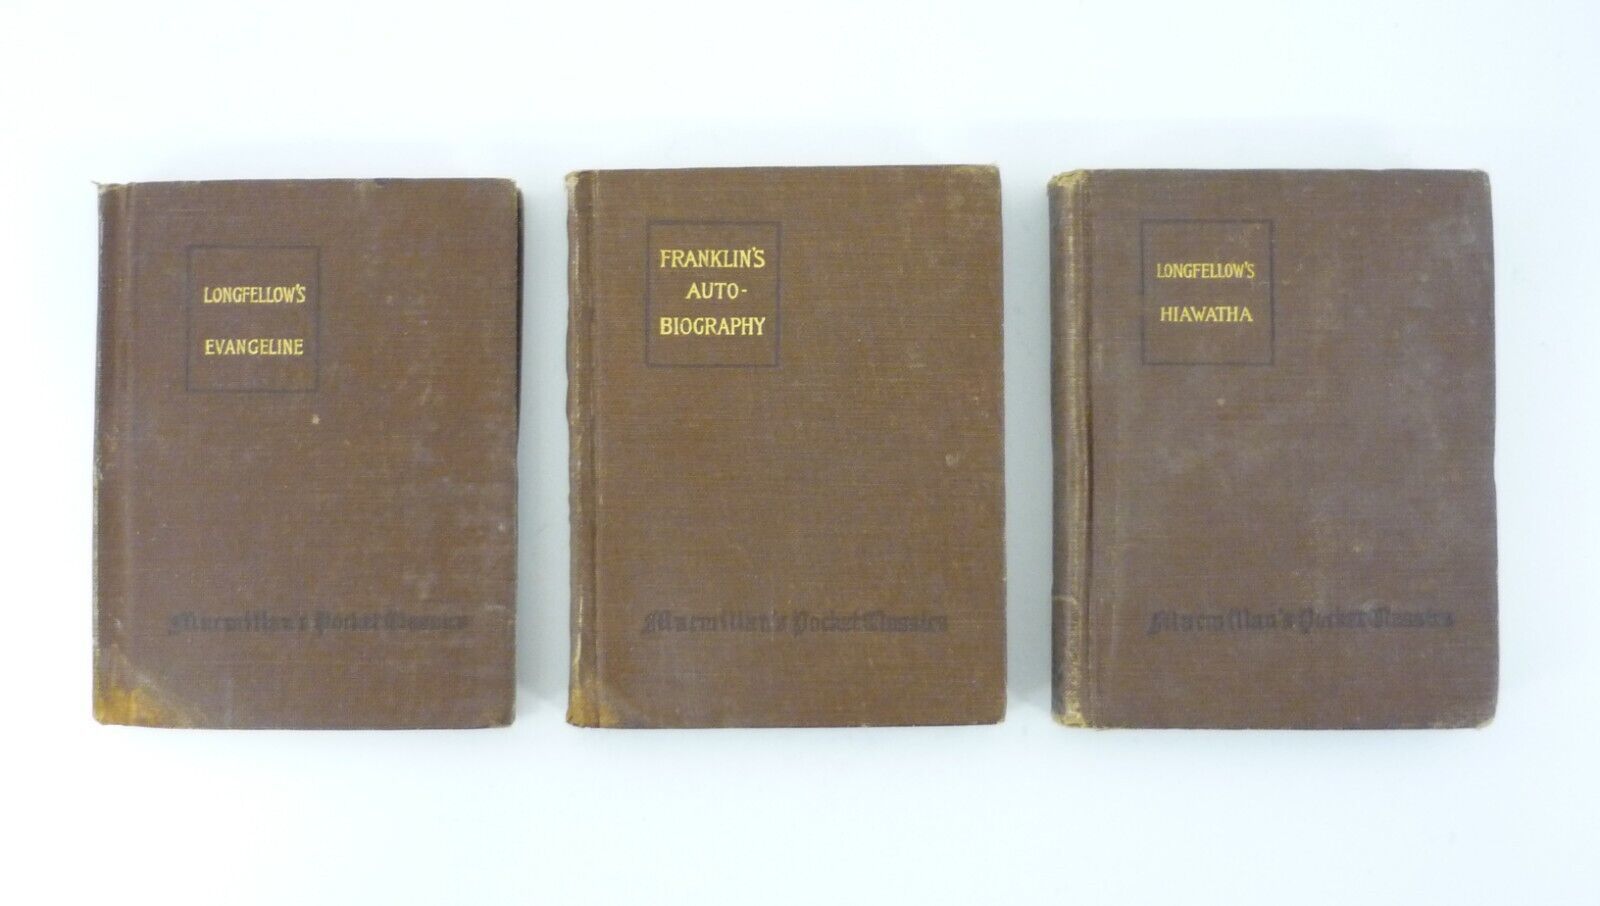 LONGFELLOW'S
EVANGELINE
Macmillan's Pocket Classics
FRANKLIN'S
AUTO-
BIOGRAPHY
Macmillan's Pocket Classics
LONGFELLOW'S
HIAWATHA
Macmillan's Pocket Classics